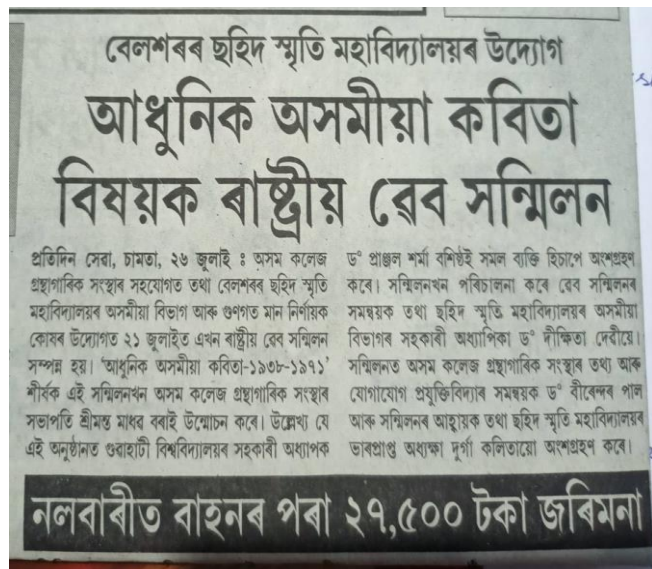 বেলশৰৰ ছহিদ স্মৃতি মহাবিদ্যালয়ৰ উদ্যোগ
আধুনিক অসমীয়া কবিতা
বিষয়ক ৰাষ্ট্ৰীয় ৱেব সন্মিলন
প্ৰতিদিন সেৱা, চামতা, ২৬ জুলাই : অসম কলেজ
গ্ৰন্থাগাৰিক সংস্থাৰ সহযোগত তথা বেলশৰৰ ছহিদ স্মৃতি
মহাবিদ্যালয়ৰ অসমীয়া বিভাগ আৰু গুণগত মান নিৰ্ণায়ক
কোষৰ উদ্যোগত ২১ জুলাইত এখন ৰাষ্ট্ৰীয় ৱেব সন্মিলন
সম্পন্ন হয়। 'আধুনিক অসমীয়া কবিতা-১৯৩৮-১৯৭১'
শীৰ্ষক এই সন্মিলনখন অসম কলেজ গ্ৰন্থাগাৰিক সংস্থাৰ
সভাপতি শ্ৰীমন্ত মাধৱ বৰাই উন্মোচন কৰে। উল্লেখ্য যে
এই অনুষ্ঠানত গুৱাহাটী বিশ্ববিদ্যালয়ৰ সহকাৰী অধ্যাপক
ড° প্ৰাঞ্জল শৰ্মা বশিষ্ঠই সমল ব্যক্তি হিচাপে অংশগ্ৰহণ
কৰে। সন্মিলনখন পৰিচালনা কৰে ৱেব সন্মিলনৰ
সমন্বয়ক তথা ছহিদ স্মৃতি মহাবিদ্যালয়ৰ অসমীয়া
বিভাগৰ সহকাৰী অধ্যাপিকা ড° দীক্ষিতা দেৱীয়ে।
সন্মিলনত অসম কলেজ গ্ৰন্থাগাৰিক সংস্থাৰ তথ্য আৰু
যোগাযোগ প্ৰযুক্তিবিদ্যাৰ সমন্বয়ক ড° বীৰেন্দৰ পাল
আৰু সন্মিলনৰ আহ্বায়ক তথা ছহিদ স্মৃতি মহাবিদ্যালয়ৰ
ভাৰপ্ৰাপ্ত অধ্যক্ষা দুৰ্গা কলিতায়ো অংশগ্ৰহণ কৰে।
নলবাৰীত বাহনৰ পৰা ২৭,৫০০ টকা জৰিমনা